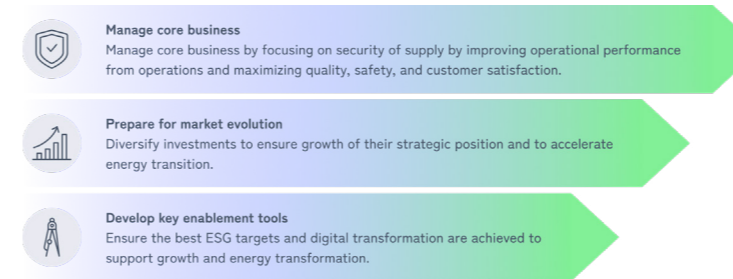 Manage core business
Manage core business by focusing on security of supply by improving operational performance
from operations and maximizing quality, safety, and customer satisfaction.
Prepare for market evolution
Diversify investments to ensure growth of their strategic position and to accelerate
energy transition.
Develop key enablement tools
Ensure the best ESG targets and digital transformation are achieved to
support growth and energy transformation.